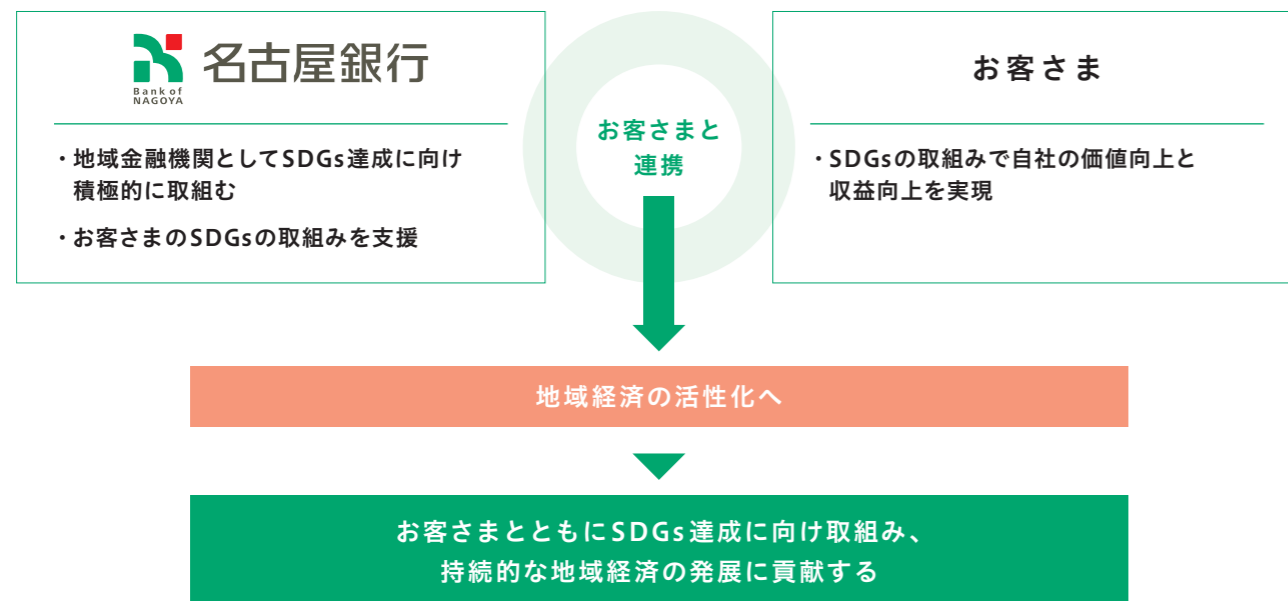 名古屋銀行
Bank of
NAGOYA
・地域金融機関としてSDGs達成に向け
積極的に取組む
・お客さまのSDGsの取組みを支援
お客さまと
連携
お客さま
・SDGsの取組みで自社の価値向上と
収益向上を実現
地域経済の活性化へ
お客さまとともにSDGs達成に向け取組み、
持続的な地域経済の発展に貢献する